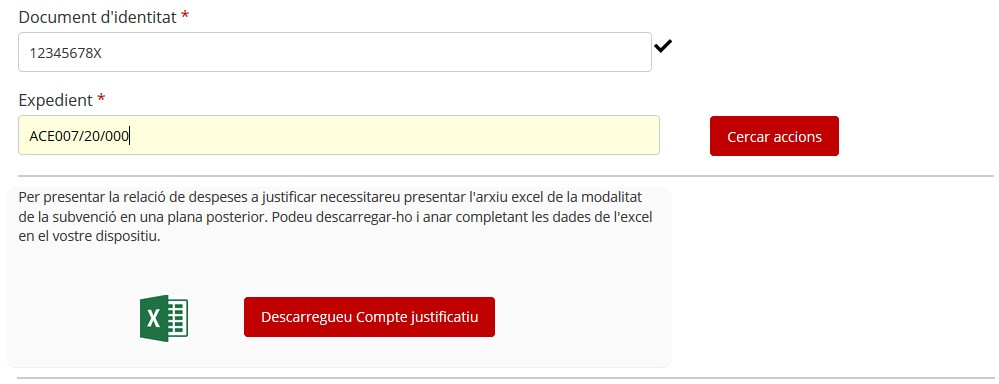 Document d'identitat *
12345678X
Expedient *
ACE007/20/000
Cercar accions
Per presentar la relació de despeses a justificar necessitareu presentar l'arxiu excel de la modalitat
de la subvenció en una plana posterior. Podeu descarregar-ho i anar completant les dades de l'excel
en el vostre dispositiu.
X
Descarregueu Compte justificatiu